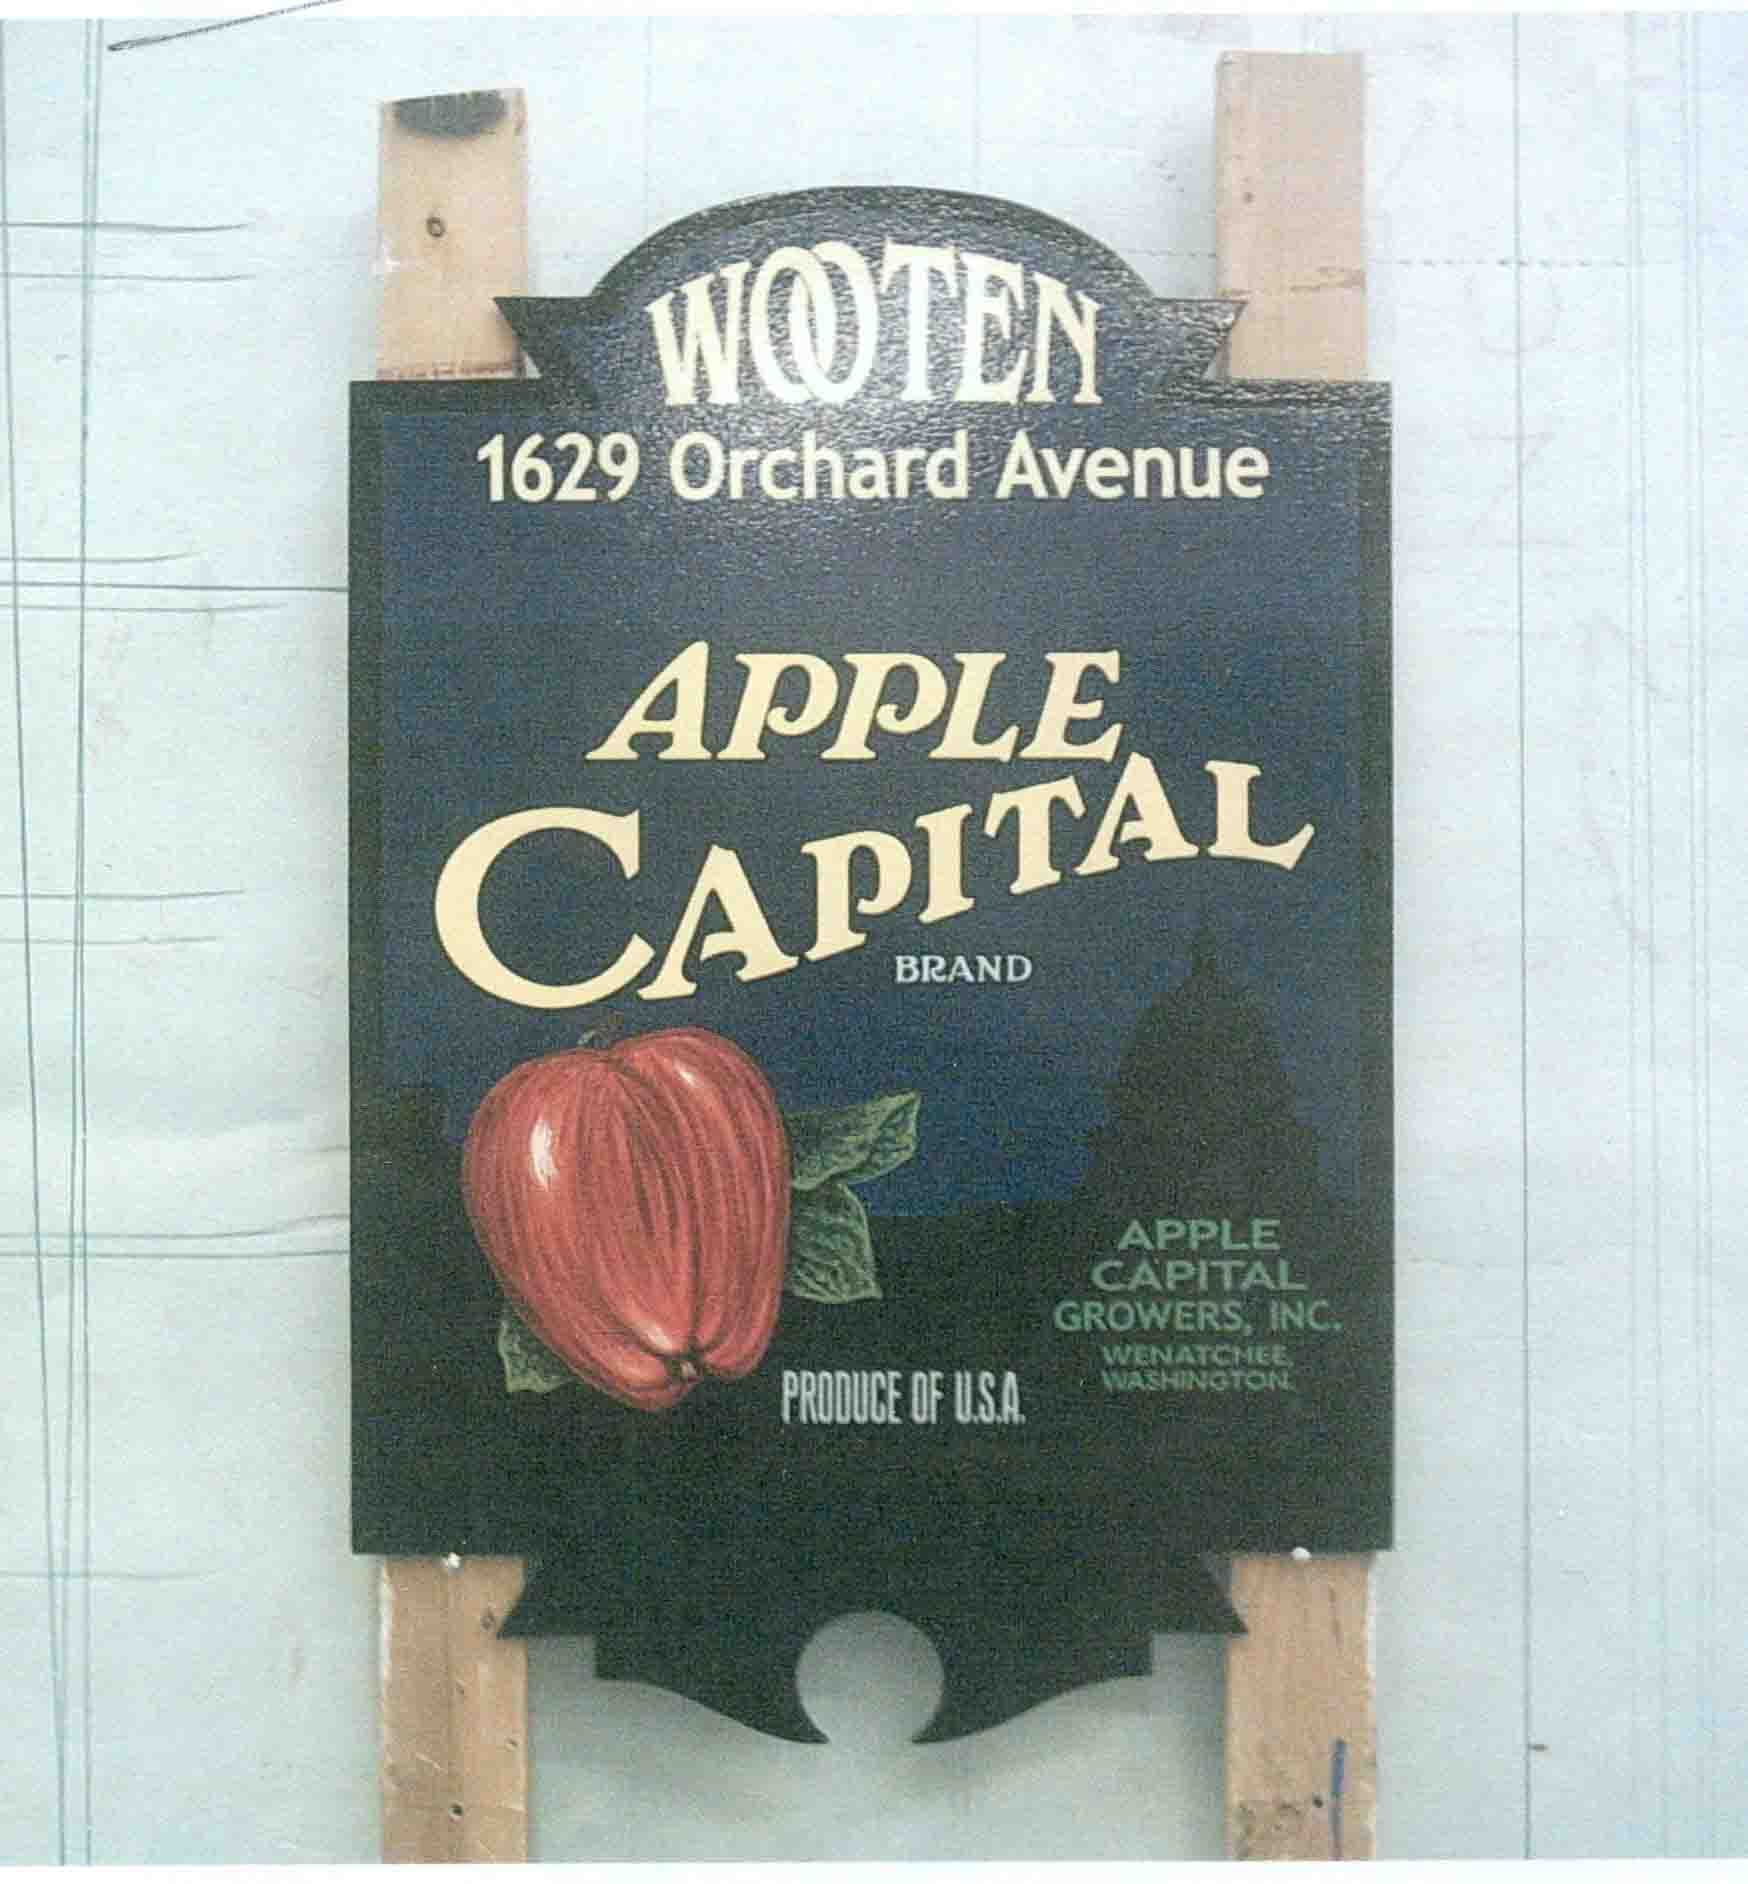 WOOTEN
1629 Orchard Avenue
APPLE
CAPITAL
BRAND
APPLE
CAPITAL
GROWERS, INC.
WENATCHEE,
WASHINGTON.
PRODUCE OF U.S.A.